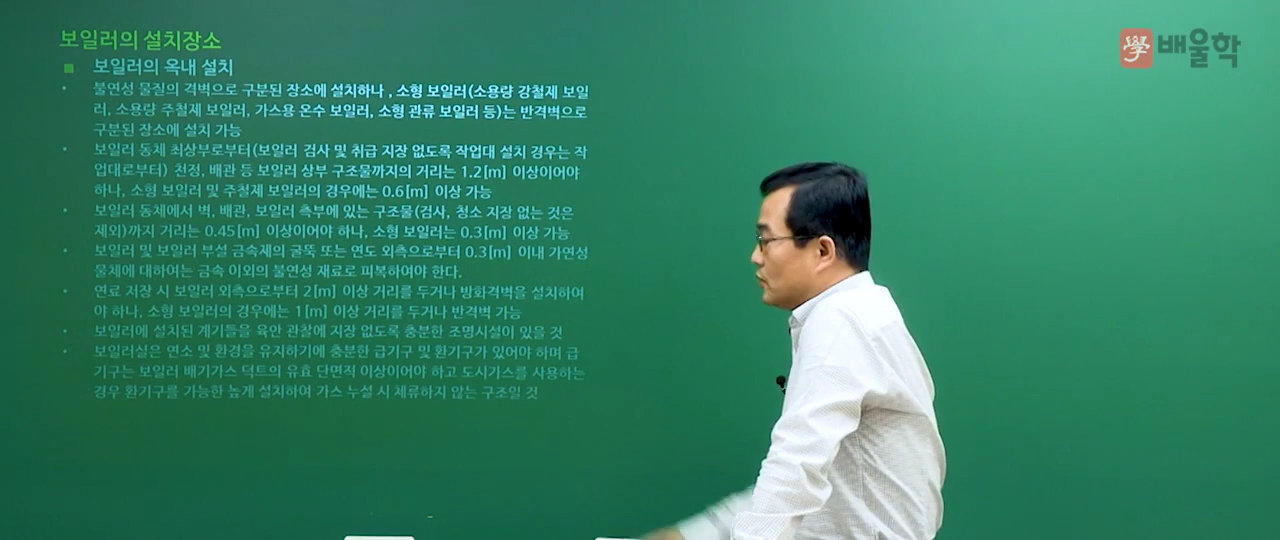 보일러의 설치장소
學 배울학
■ 보일러의 옥내 설치
• 불연성 물질의 격벽으로 구분된 장소에 설치하나 , 소형 보일러(소용량 강철제 보일
러, 소용량 주철제 보일러, 가스용 온수 보일러, 소형 관류 보일러 등)는 반격벽으로
구분된 장소에 설치 가능
• 보일러 동체 최상부로부터(보일러 검사 및 취급 지장 없도록 작업대 설치 경우는 작
업대로부터) 천정, 배관 등 보일러 상부 구조물까지의 거리는 1.2[m] 이상이어야
하나, 소형 보일러 및 주철제 보일러의 경우에는 0.6[m] 이상 가능
• 보일러 동체에서 벽, 배관, 보일러 측부에 있는 구조물(검사, 청소 지장 없는 것은
제외)까지 거리는 0.45[m] 이상이어야 하나, 소형 보일러는 0.3[m] 이상 가능
• 보일러 및 보일러 부설 금속재의 굴뚝 또는 연도 외측으로부터 0.3[m] 이내 가연성
물체에 대하여는 금속 이외의 불연성 재료로 피복하여야 한다.
• 연료 저장 시 보일러 외측으로부터 2[m] 이상 거리를 두거나 방화격벽을 설치하여
야 하나, 소형 보일러의 경우에는 1[m] 이상 거리를 두거나 반격벽 가능
• 보일러에 설치된 계기들을 육안 관찰에 지장 없도록 충분한 조명시설이 있을 것
• 보일러실은 연소 및 환경을 유지하기에 충분한 급기구 및 환기구가 있어야 하며 급
기구는 보일러 배기가스 덕트의 유효 단면적 이상이어야 하고 도시가스를 사용하는
경우 환기구를 가능한 높게 설치하여 가스 누설 시 체류하지 않는 구조일 것